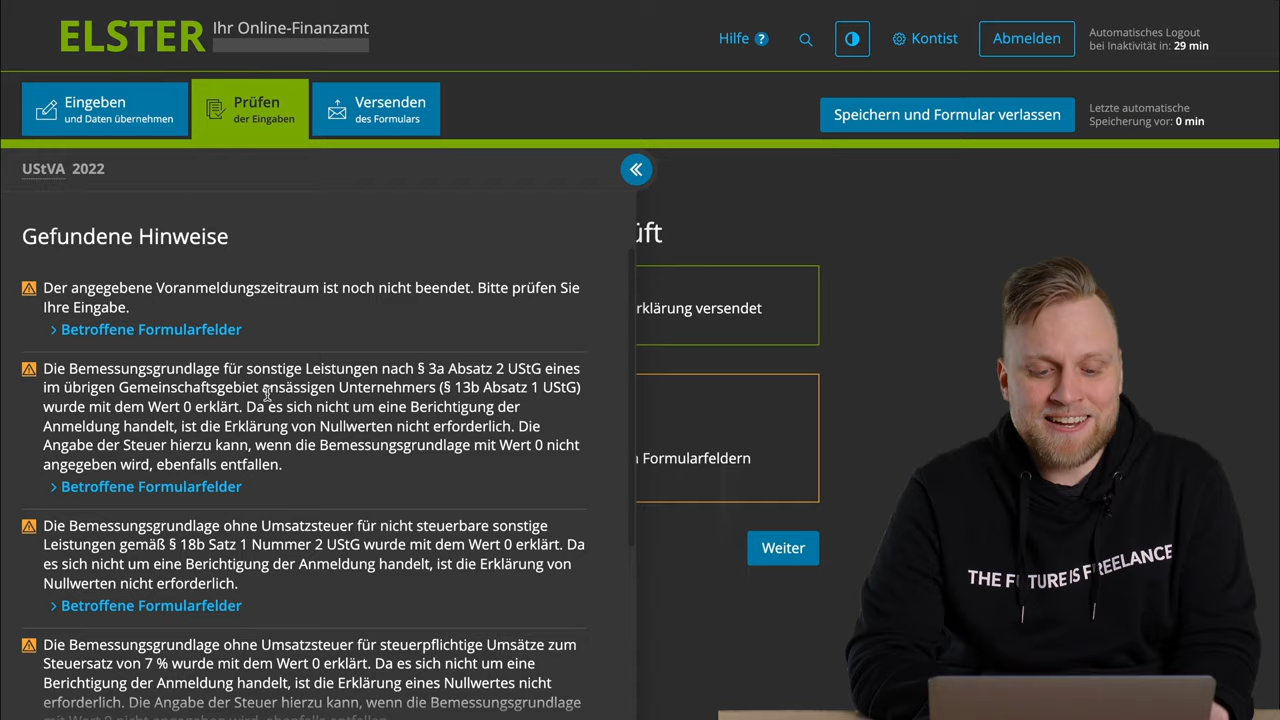 ELSTER
Ihr Online-Finanzamt
Hilfe ?
Kontist
Abmelden
Automatisches Logout
bei Inaktivität in: 29 min
Eingeben
und Daten übernehmen
Prüfen
der Eingaben
Versenden
des Formulars
Speichern und Formular verlassen
Letzte automatische
Speicherung vor: 0 min
UStVA 2022
Gefundene Hinweise
üft
Der angegebene Voranmeldungszeitraum ist noch nicht beendet. Bitte prüfen Sie
Ihre Eingabe.
Betroffene Formularfelder
rklärung versendet
Die Bemessungsgrundlage für sonstige Leistungen nach § 3a Absatz 2 UStG eines
im übrigen Gemeinschaftsgebiet ansässigen Unternehmers (§ 13b Absatz 1 UStG)
wurde mit dem Wert 0 erklärt. Da es sich nicht um eine Berichtigung der
Anmeldung handelt, ist die Erklärung von Nullwerten nicht erforderlich. Die
Angabe der Steuer hierzu kann, wenn die Bemessungsgrundlage mit Wert 0 nicht
angegeben wird, ebenfalls entfallen.
Betroffene Formularfelder
n Formularfeldern
Die Bemessungsgrundlage ohne Umsatzsteuer für nicht steuerbare sonstige
Leistungen gemäß § 18b Satz 1 Nummer 2 UStG wurde mit dem Wert 0 erklärt. Da
es sich nicht um eine Berichtigung der Anmeldung handelt, ist die Erklärung von
Nullwerten nicht erforderlich.
Betroffene Formularfelder
Weiter
Die Bemessungsgrundlage ohne Umsatzsteuer für steuerpflichtige Umsätze zum
Steuersatz von 7 % wurde mit dem Wert 0 erklärt. Da es sich nicht um eine
Berichtigung der Anmeldung handelt, ist die Erklärung eines Nullwertes nicht
erforderlich. Die Angabe der Steuer hierzu kann, wenn die Bemessungsgrundlage
mit Wert 0 nicht angegeben wird, ebenfalls entfallen.
THE FUTURE IS FREELANCE